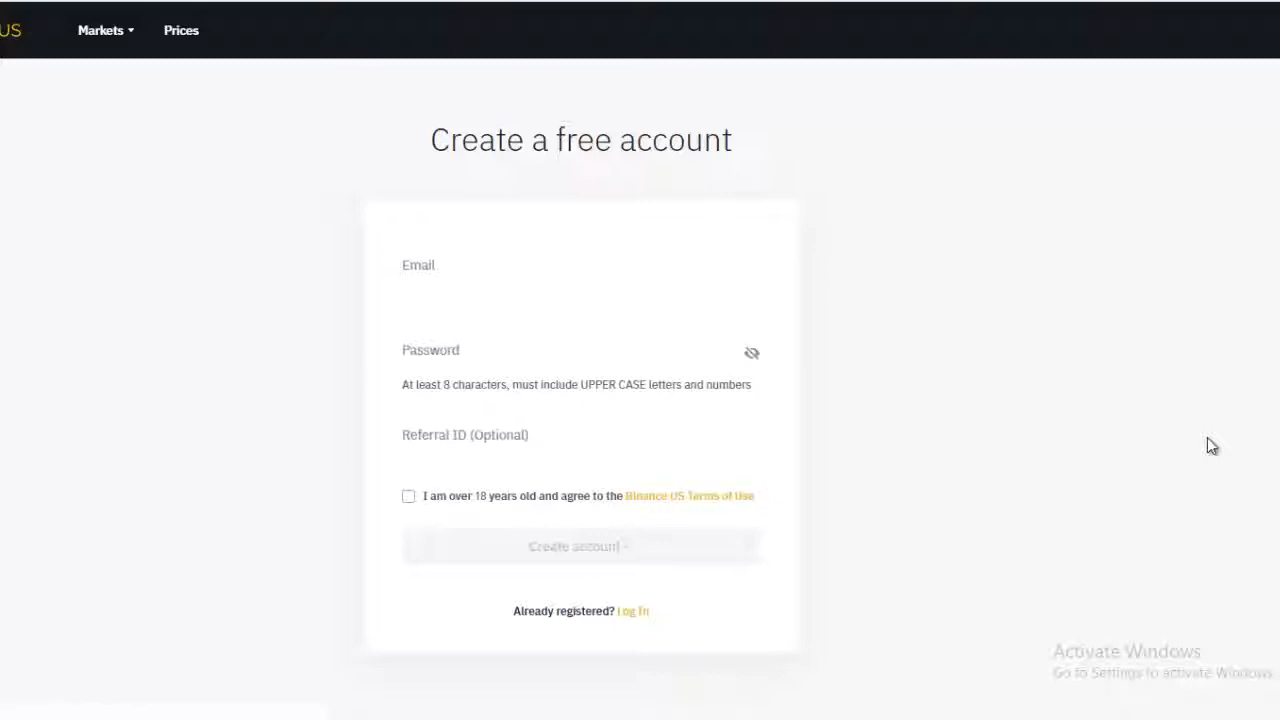 US
Markets
Prices
Create a free account
Email
Password
At least 8 characters, must include UPPER CASE letters and numbers
Referral ID (Optional)
I am over 18 years old and agree to the Binance US Terms of Use
Create account
Already registered? Log In
Activate Windows
Go to Settings to activate Windows.